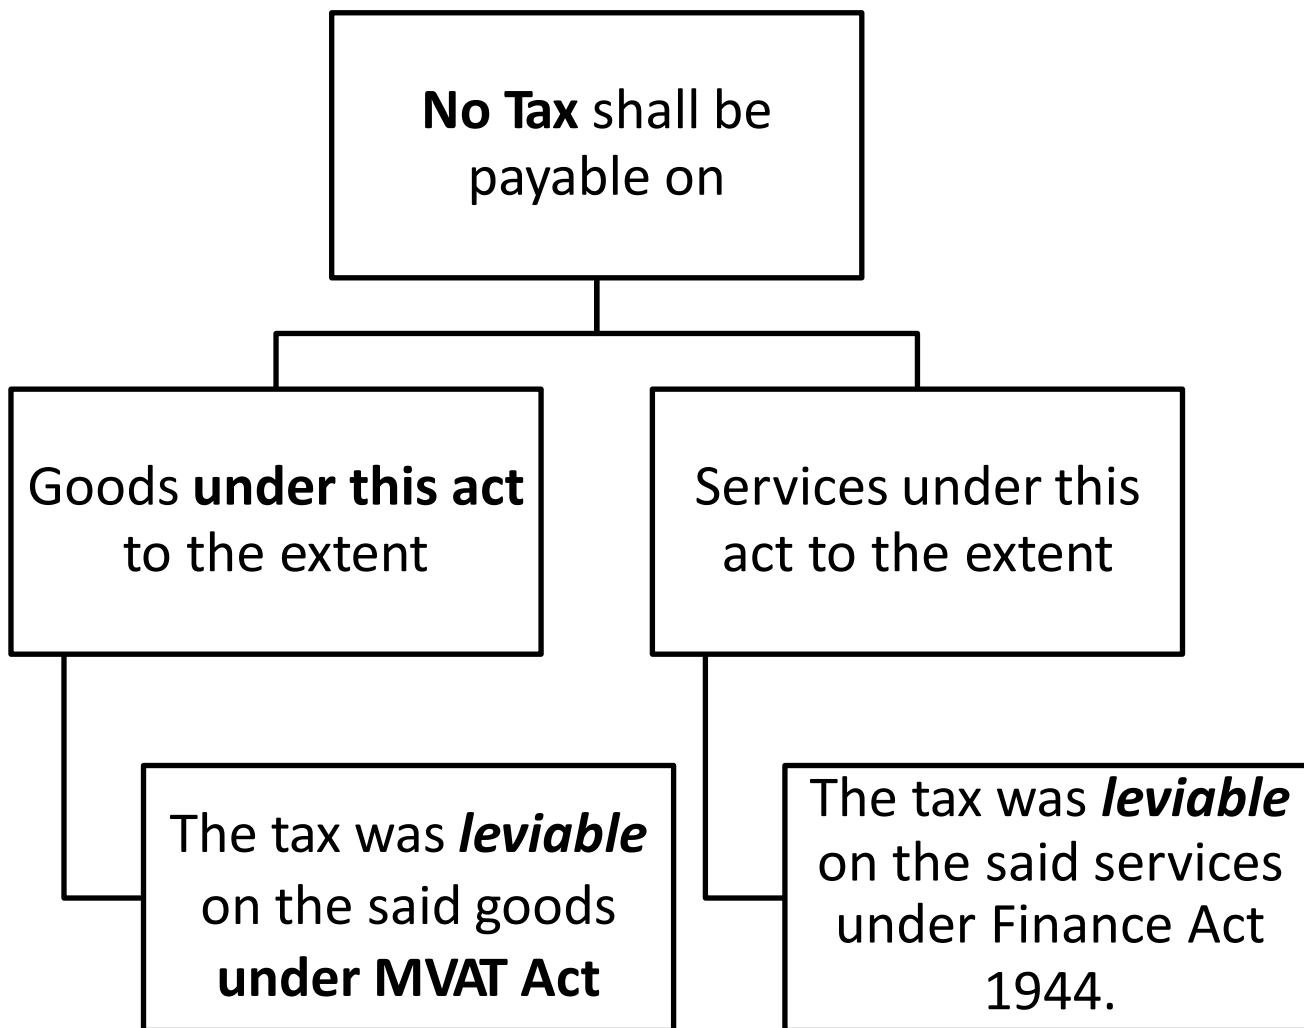 No Tax shall be
payable on
Goods under this act
to the extent
Services under this
act to the extent
The tax was leviable
on the said goods
under MVAT Act
The tax was leviable
on the said services
under Finance Act
1944.